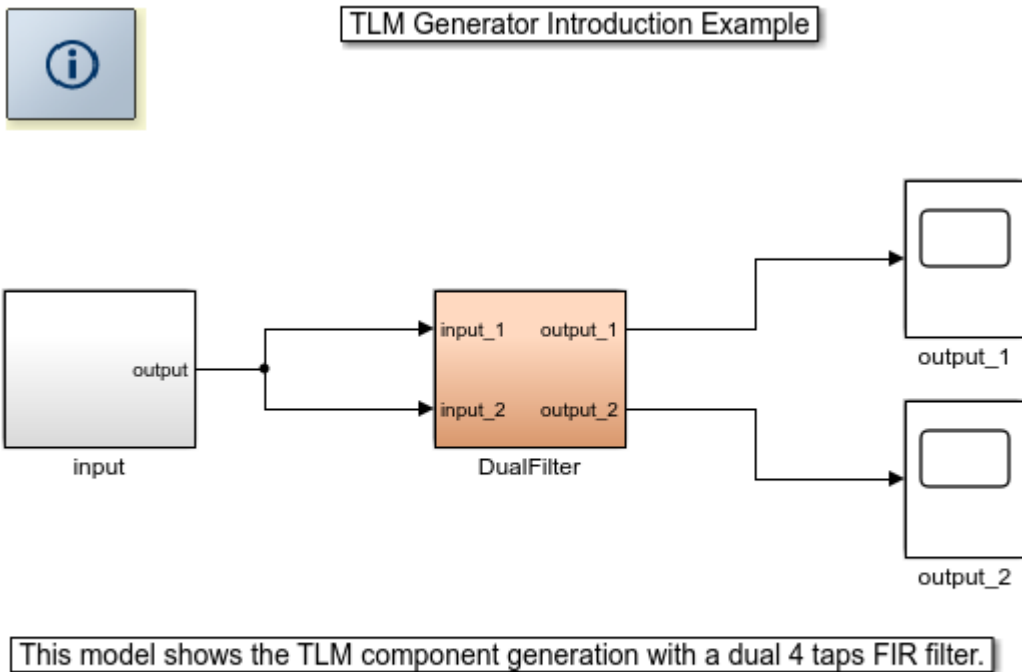 TLM Generator Introduction Example
output
input
input_1 output_1
input_2 output_2
DualFilter
output_1
output_2
This model shows the TLM component generation with a dual 4 taps FIR filter.